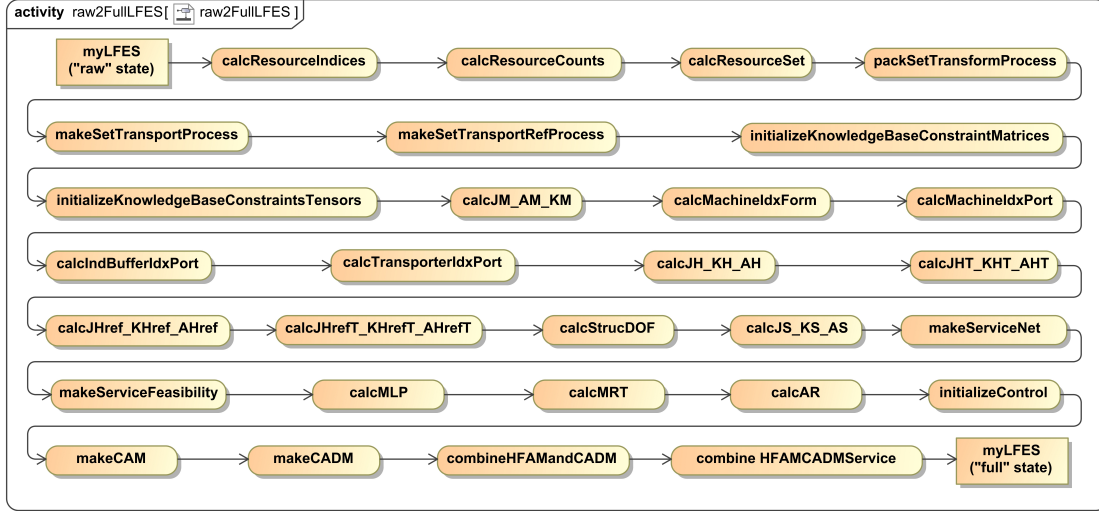 activity raw2FullLFES[ raw2FullLFES ]
myLFES
("raw" state)
calcResourceIndices
calcResourceCounts
calcResourceSet
packSetTransformProcess
makeSetTransportProcess
makeSetTransportRefProcess
initializeKnowledgeBaseConstraintMatrices
initializeKnowledgeBaseConstraintsTensors
calcJM_AM_KM
calcMachineIdxForm
calcMachineIdxPort
calcIndBufferIdxPort
calcTransporterIdxPort
calcJH_KH_AH
calcJHT_KHT_AHT
calcJHref_KHref_AHref
calcJHrefT_KHrefT_AHrefT
calcStrucDOF
calcJS_KS_AS
makeServiceNet
makeServiceFeasibility
calcMLP
calcMRT
calcAR
initializeControl
makeCAM
makeCADM
combineHFAMandCADM
combine HFAMCADMService
myLFES
("full" state)